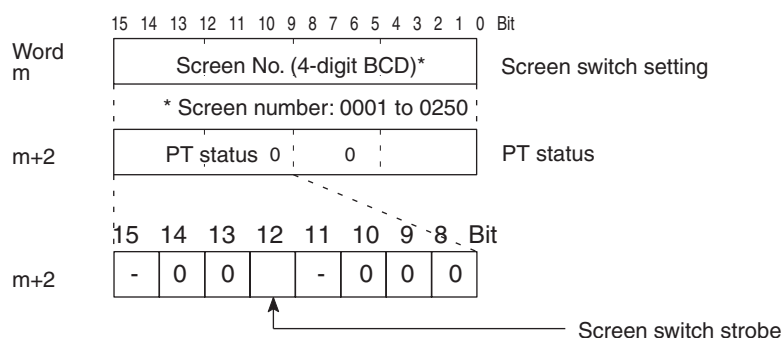 15 14 13 12 11 10 9 8 7 6 5 4 3 2 1 0 Bit
Word
m
Screen No. (4-digit BCD)*
Screen switch setting
* Screen number: 0001 to 0250
m+2
PT status 0 0
PT status
15 14 13 12 11 10 9 8 Bit
m+2
- 0 0 - 0 0 0
Screen switch strobe